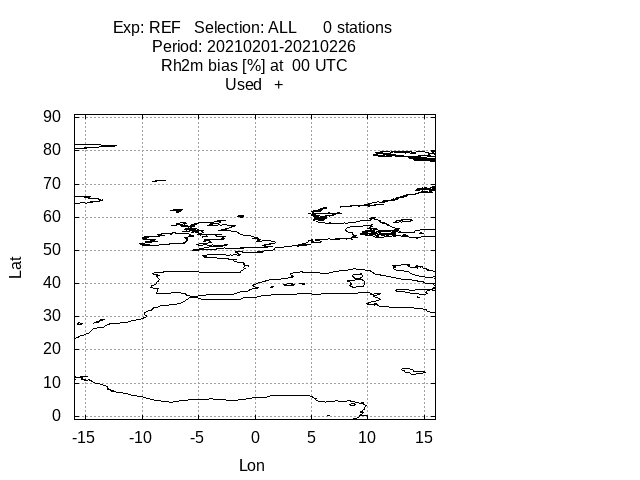 Exp: REF   Selection: ALL      0 stations
Period: 20210201-20210226
Rh2m bias [%] at  00 UTC
Used   +
90
80
70
60
50
40
30
20
10
0
Lat
-15 -10 -5 0 5 10 15
Lon